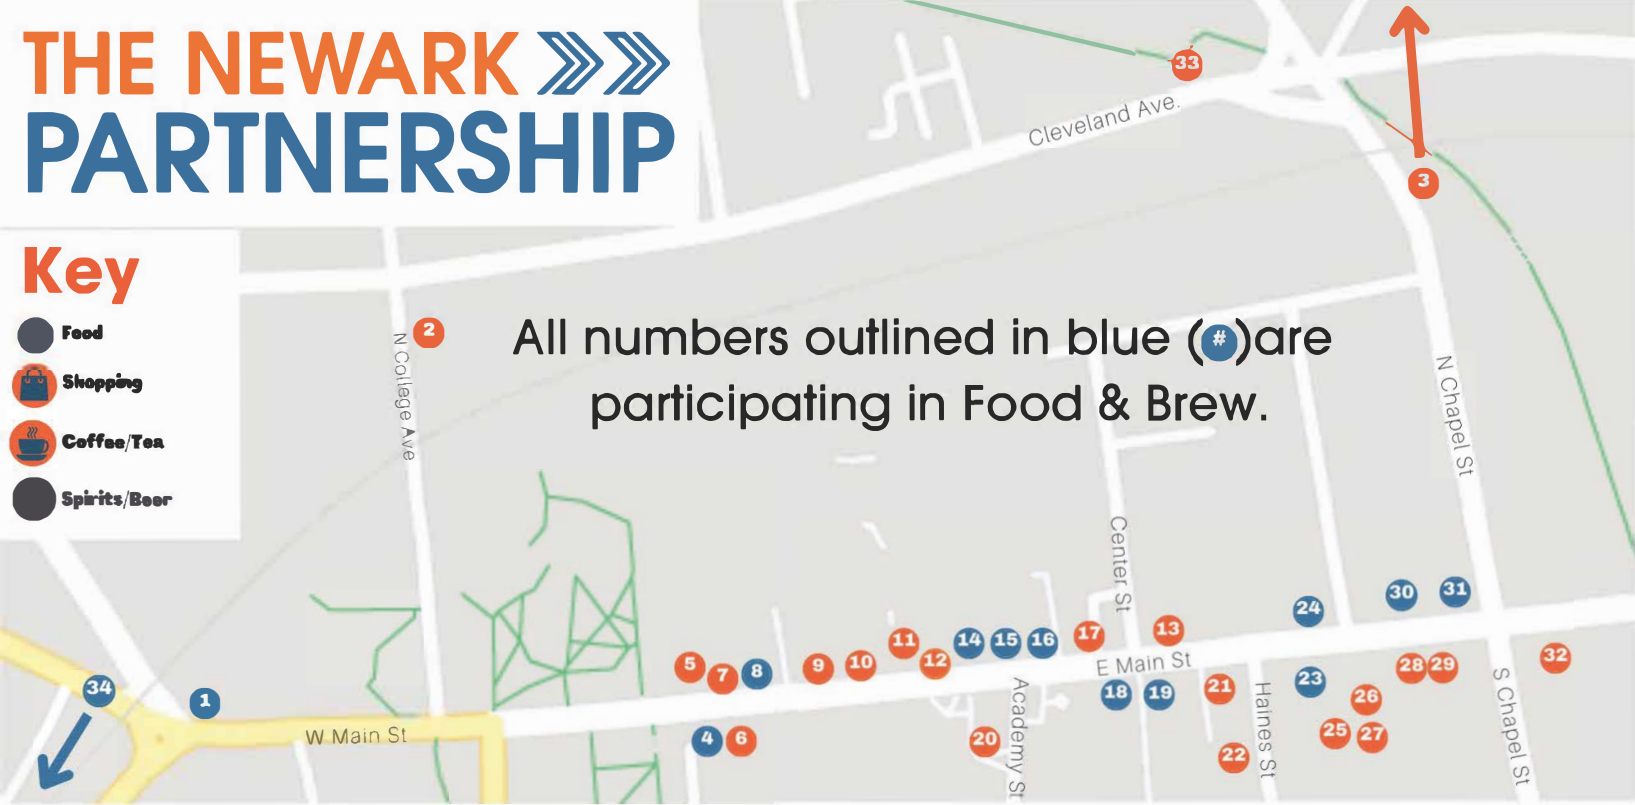 THE NEWARK
PARTNERSHIP
Key
Food
Shopping
Coffee/Tea
Spirits/Beer
All numbers outlined in blue (#)are
participating in Food & Brew.
Cleveland Ave.
33
3
2
N College Ave
N Chapel St
Center St
30
31
24
13
17
16
15
14
11
12
10
9
8
7
5
E Main St
32
28
29
23
26
21
19
18
34
1
W Main St
4
6
20
Academy St
22
Haines St
25
27
S Chapel St